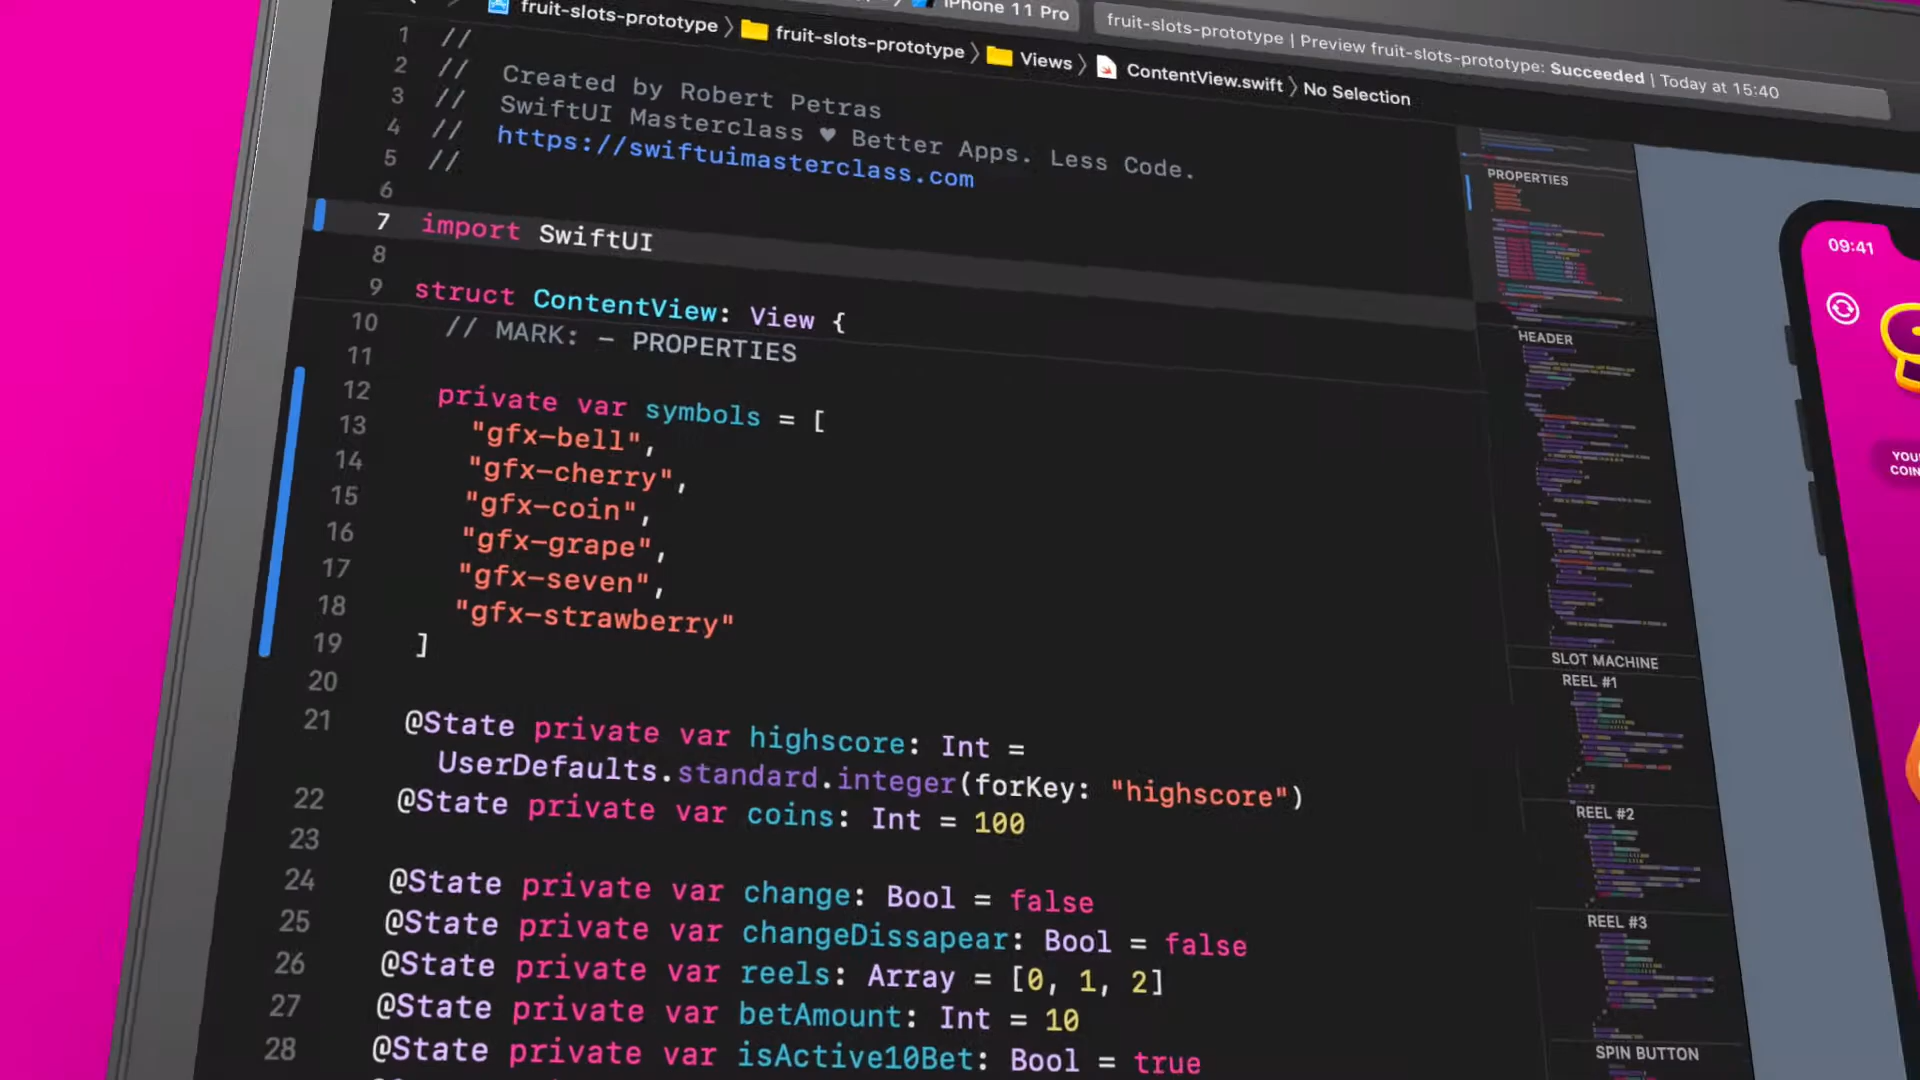 iPhone 11 Pro
fruit-slots-prototype | Preview fruit-slots-prototype: Succeeded | Today at 15:40
fruit-slots-prototype 〉 fruit-slots-prototype 〉 Views 〉 ContentView.swift 〉 No Selection
1 //
2 // Created by Robert Petras
3 // SwiftUI Masterclass ♥ Better Apps. Less Code.
4 // https://swiftuimasterclass.com
5 //
6
7 import SwiftUI
8
9 struct ContentView: View {
10 // MARK: - PROPERTIES
11
12 private var symbols = [
13 "gfx-bell",
14 "gfx-cherry",
15 "gfx-coin",
16 "gfx-grape",
17 "gfx-seven",
18 "gfx-strawberry"
19 ]
20
21 @State private var highscore: Int =
UserDefaults.standard.integer(forKey: "highscore")
22 @State private var coins: Int = 100
23
24 @State private var change: Bool = false
25 @State private var changeDissapear: Bool = false
26 @State private var reels: Array = [0, 1, 2]
27 @State private var betAmount: Int = 10
28 @State private var isActive10Bet: Bool = true
PROPERTIES
HEADER
SLOT MACHINE
REEL #1
REEL #2
REEL #3
SPIN BUTTON
09:41